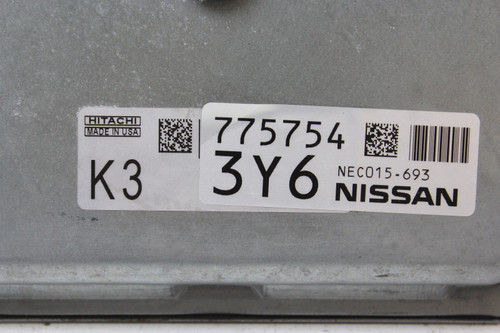 HITACHI
MADE IN USA
K3
775754
3Y6
NEC015-693
NISSAN